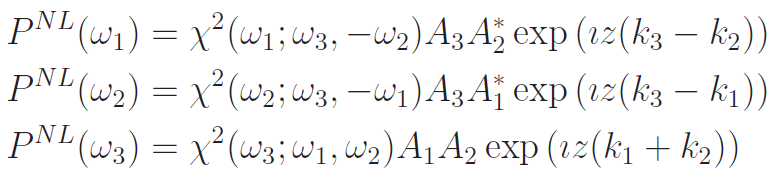 P^{NL}(ω_1) = χ^2(ω_1; ω_3, −ω_2)A_3A_2^* exp (ız(k_3 − k_2))
P^{NL}(ω_2) = χ^2(ω_2; ω_3, −ω_1)A_3A_1^* exp (ız(k_3 − k_1))
P^{NL}(ω_3) = χ^2(ω_3; ω_1, ω_2)A_1A_2 exp (ız(k_1 + k_2))